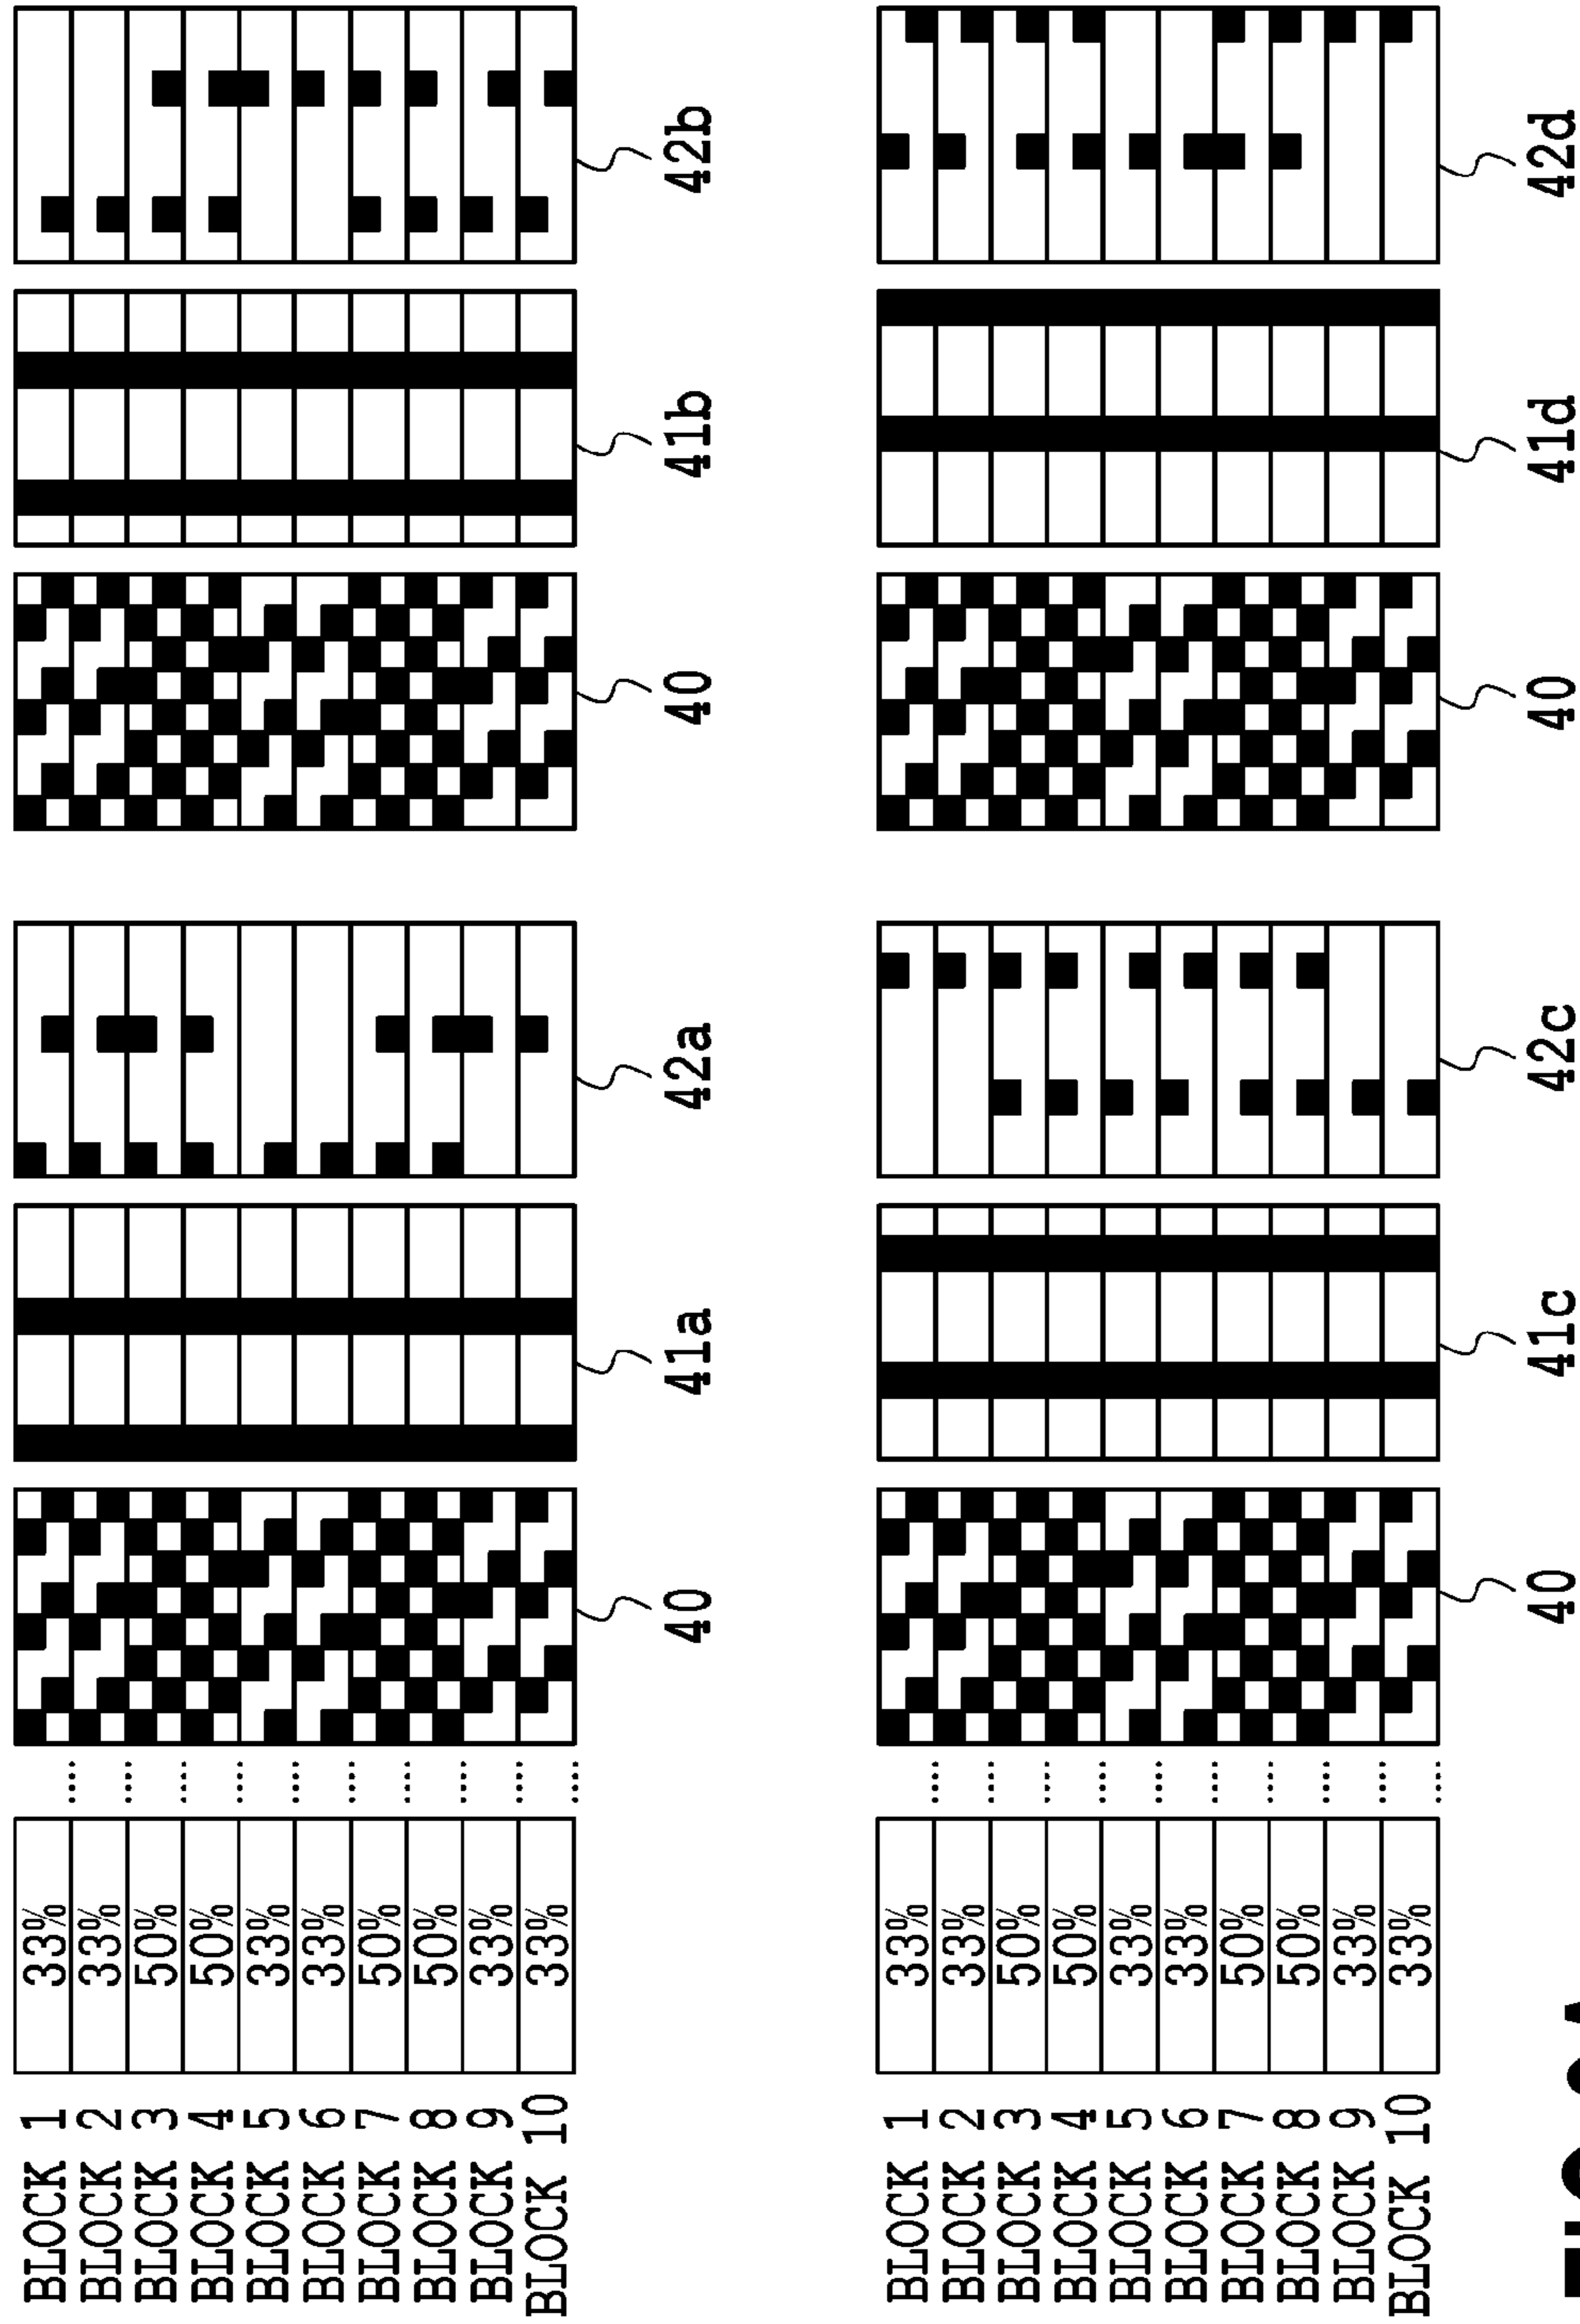 BLOCK 1 33%
BLOCK 2 33%
BLOCK 3 50%
BLOCK 4 50%
BLOCK 5 33%
BLOCK 6 33%
BLOCK 7 50%
BLOCK 8 50%
BLOCK 9 33%
BLOCK 10 33%
40 41a 42a 40 41b 42b
BLOCK 1 33%
BLOCK 2 33%
BLOCK 3 50%
BLOCK 4 50%
BLOCK 5 33%
BLOCK 6 33%
BLOCK 7 50%
BLOCK 8 50%
BLOCK 9 33%
BLOCK 10 33%
40 41c 42c 40 41d 42d